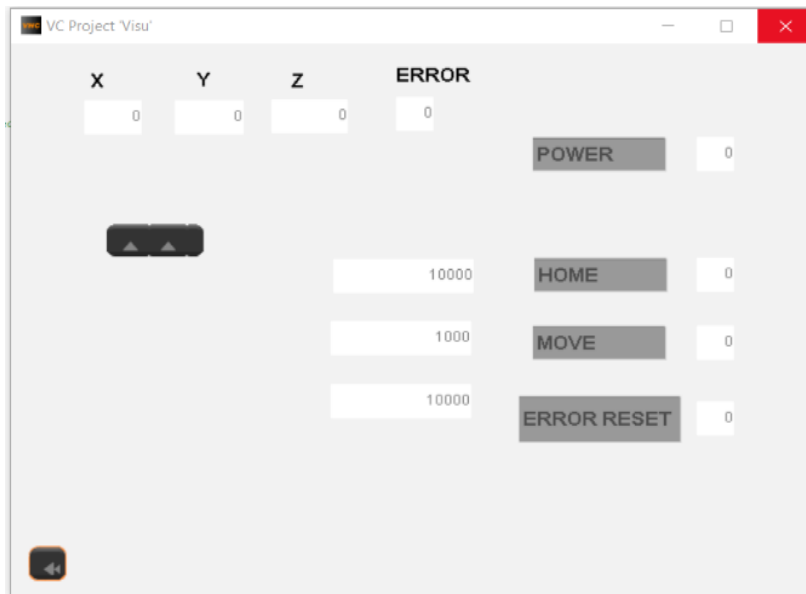 VC Project 'Visu'
X Y Z ERROR
0 0 0 0
POWER 0
10000 HOME 0
1000 MOVE 0
10000 ERROR RESET 0